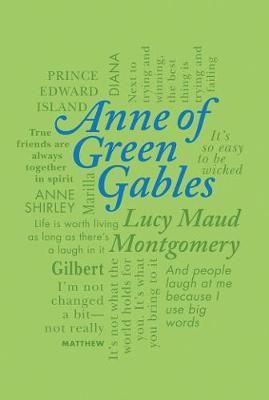 PRINCE
EDWARD
ISLAND
DIANA
Next to
trying and
winning,
the best
thing is
trying and
failing
Anne of
Green
Gables
True
friends are
always
together
in spirit
It's
so easy
to be
wicked
ANNE
SHIRLEY
Marilla
Lucy Maud
Montgomery
Life is worth living
as long as there's
a laugh in it
Gilbert
I'm not
changed
a bit—
not really
MATTHEW
It's not what the
world holds for
you. It's what
you bring to it
And people
laugh at me
because I
use big
words